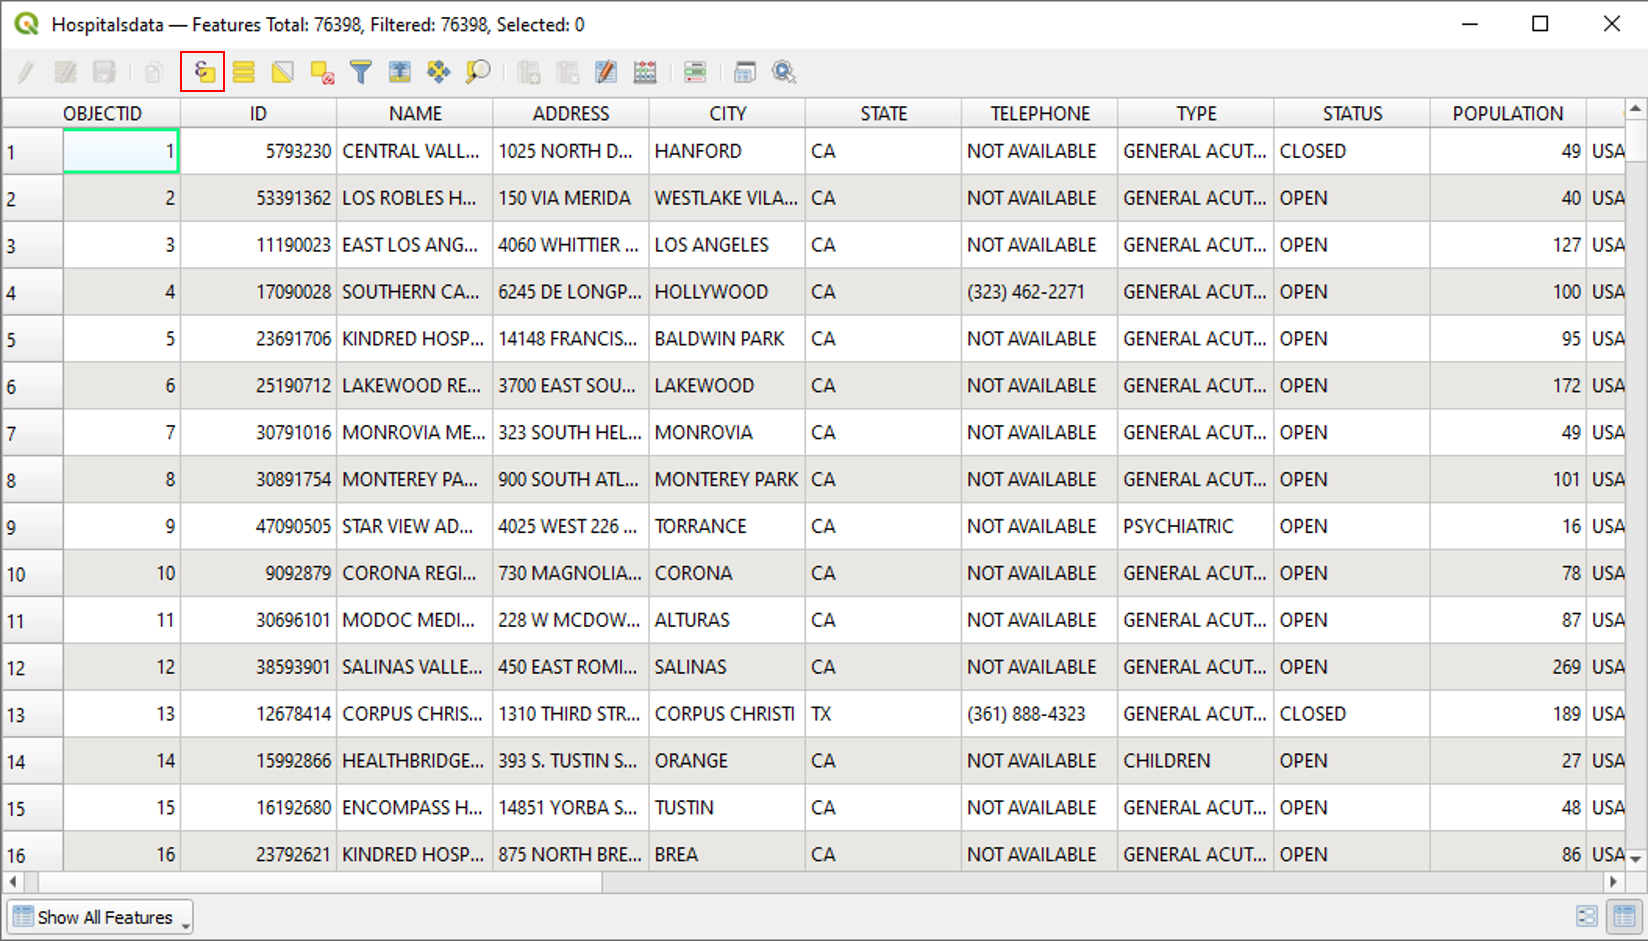 Hospitalsdata — Features Total: 76398, Filtered: 76398, Selected: 0
OBJECTID ID NAME ADDRESS CITY STATE TELEPHONE TYPE STATUS POPULATION
1 1 5793230 CENTRAL VALL... 1025 NORTH D... HANFORD CA NOT AVAILABLE GENERAL ACUT... CLOSED 49 USA
2 2 53391362 LOS ROBLES H... 150 VIA MERIDA WESTLAKE VILA... CA NOT AVAILABLE GENERAL ACUT... OPEN 40 USA
3 3 11190023 EAST LOS ANG... 4060 WHITTIER ... LOS ANGELES CA NOT AVAILABLE GENERAL ACUT... OPEN 127 USA
4 4 17090028 SOUTHERN CA... 6245 DE LONGP... HOLLYWOOD CA (323) 462-2271 GENERAL ACUT... OPEN 100 USA
5 5 23691706 KINDRED HOSP... 14148 FRANCIS... BALDWIN PARK CA NOT AVAILABLE GENERAL ACUT... OPEN 95 USA
6 6 25190712 LAKEWOOD RE... 3700 EAST SOU... LAKEWOOD CA NOT AVAILABLE GENERAL ACUT... OPEN 172 USA
7 7 30791016 MONROVIA ME... 323 SOUTH HEL... MONROVIA CA NOT AVAILABLE GENERAL ACUT... OPEN 49 USA
8 8 30891754 MONTEREY PA... 900 SOUTH ATL... MONTEREY PARK CA NOT AVAILABLE GENERAL ACUT... OPEN 101 USA
9 9 47090505 STAR VIEW AD... 4025 WEST 226 ... TORRANCE CA NOT AVAILABLE PSYCHIATRIC OPEN 16 USA
10 10 9092879 CORONA REGI... 730 MAGNOLIA... CORONA CA NOT AVAILABLE GENERAL ACUT... OPEN 78 USA
11 11 30696101 MODOC MEDI... 228 W MCDOW... ALTURAS CA NOT AVAILABLE GENERAL ACUT... OPEN 87 USA
12 12 38593901 SALINAS VALLE... 450 EAST ROMI... SALINAS CA NOT AVAILABLE GENERAL ACUT... OPEN 269 USA
13 13 12678414 CORPUS CHRIS... 1310 THIRD STR... CORPUS CHRISTI TX (361) 888-4323 GENERAL ACUT... CLOSED 189 USA
14 14 15992866 HEALTHBRIDGE... 393 S. TUSTIN S... ORANGE CA NOT AVAILABLE CHILDREN OPEN 27 USA
15 15 16192680 ENCOMPASS H... 14851 YORBA S... TUSTIN CA NOT AVAILABLE GENERAL ACUT... OPEN 48 USA
16 16 23792621 KINDRED HOSP... 875 NORTH BRE... BREA CA NOT AVAILABLE GENERAL ACUT... OPEN 86 USA
Show All Features